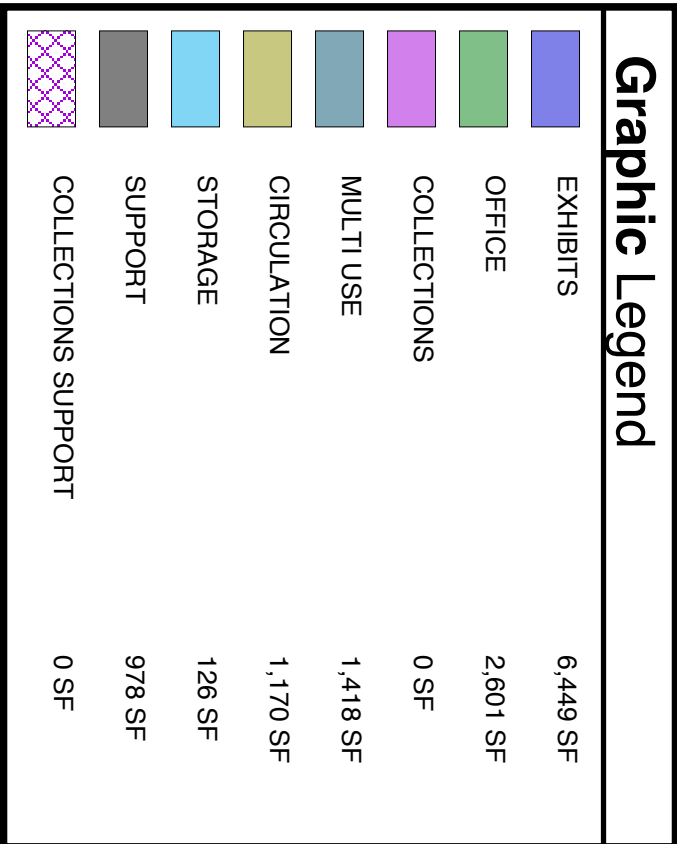 Graphic Legend
EXHIBITS 6,449 SF
OFFICE 2,601 SF
COLLECTIONS 0 SF
MULTI USE 1,418 SF
CIRCULATION 1,170 SF
STORAGE 126 SF
SUPPORT 978 SF
COLLECTIONS SUPPORT 0 SF